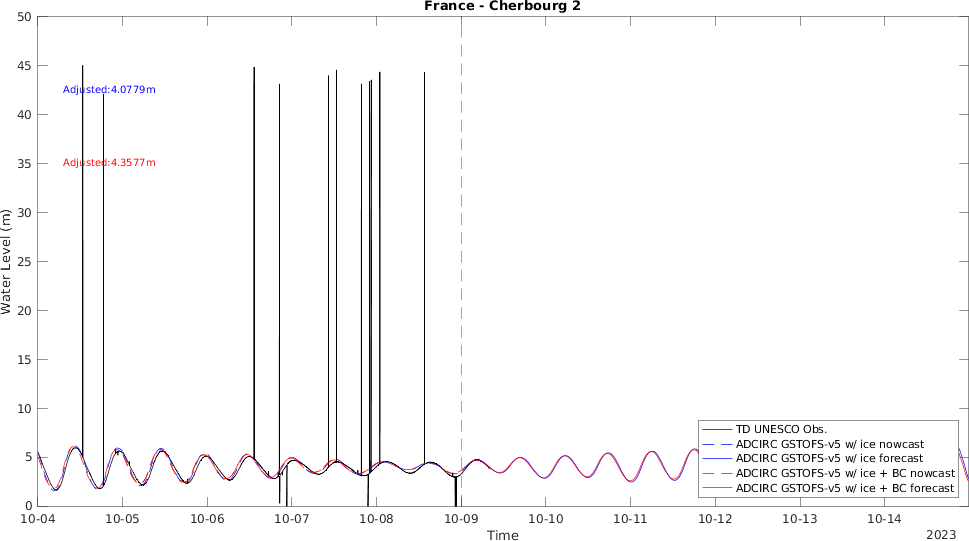 France - Cherbourg 2
50
45
40
35
30
25
20
15
10
5
0
Water Level (m)
Adjusted:4.0779m
Adjusted:4.3577m
TD UNESCO Obs.
ADCIRC GSTOFS-v5 w/ ice nowcast
ADCIRC GSTOFS-v5 w/ ice forecast
ADCIRC GSTOFS-v5 w/ ice + BC nowcast
ADCIRC GSTOFS-v5 w/ ice + BC forecast
10-04 10-05 10-06 10-07 10-08 10-09 10-10 10-11 10-12 10-13 10-14
Time
2023